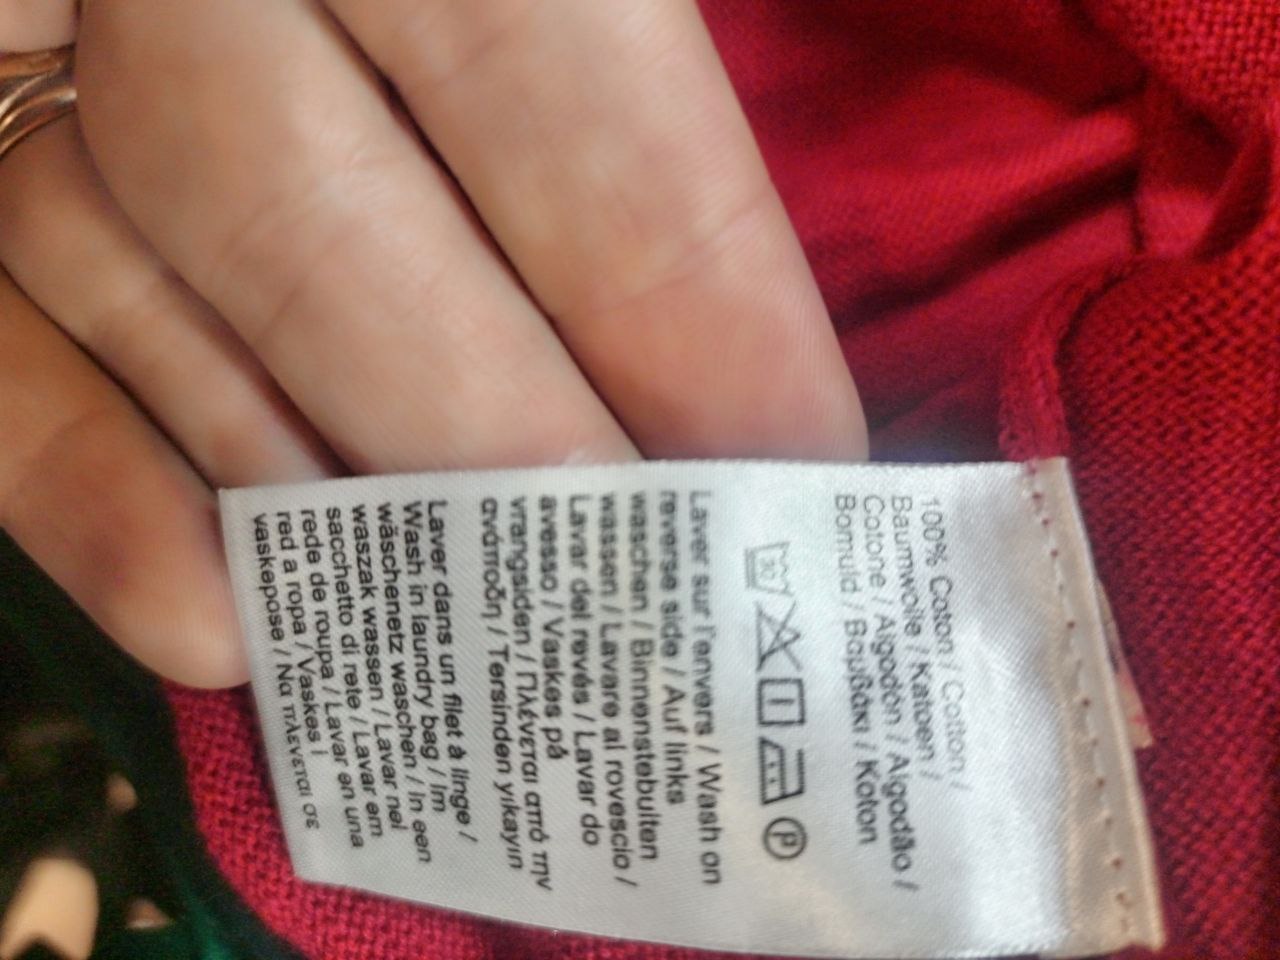 100% Coton / Cotton /
Baumwolle / Katoen /
Cotone / Algodón / Algodão /
Bomuld / Βαμβάκι / Koton
30
P
Laver sur l'envers / Wash on
reverse side / Auf links
waschen / Binnenstebuiten
wassen / Lavare al rovescio /
Lavar del revés / Lavar do
avesso / Vaskes på
vrangsiden / Πλένεται από την
ανάποδη / Tersinden yıkayın
Laver dans un filet à linge /
Wash in laundry bag / Im
wäschenetz waschen / In een
waszak wassen / Lavar nel
sacchetto di rete / Lavar em
rede de roupa / Lavar en una
red a ropa / Vaskes i
vaskepose / Να πλένεται σε